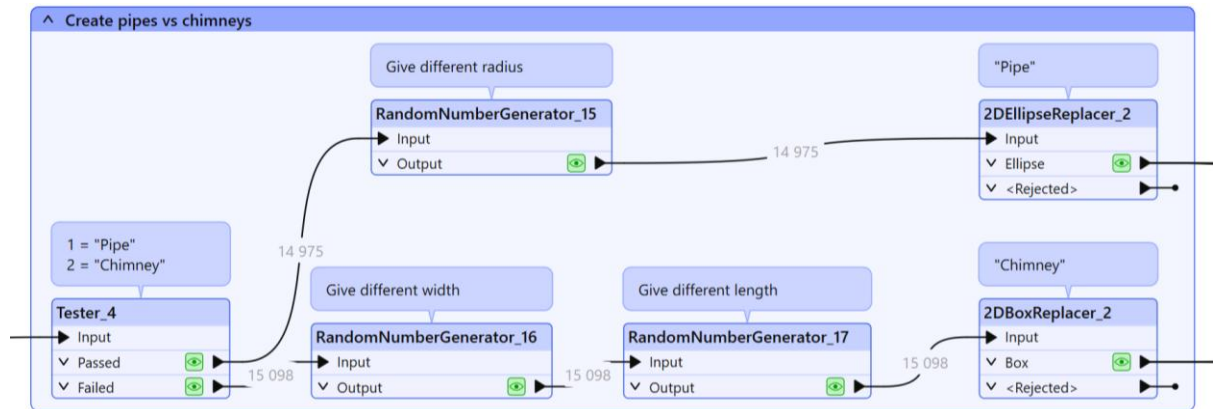 Create pipes vs chimneys
Give different radius
RandomNumberGenerator_15
Input
Output
14 975
"Pipe"
2DEllipseReplacer_2
Input
Ellipse
<Rejected>
1 = "Pipe"
2 = "Chimney"
Tester_4
Input
Passed
Failed
14 975
15 098
Give different width
RandomNumberGenerator_16
Input
Output
15 098
Give different length
RandomNumberGenerator_17
Input
Output
15 098
"Chimney"
2DBoxReplacer_2
Input
Box
<Rejected>